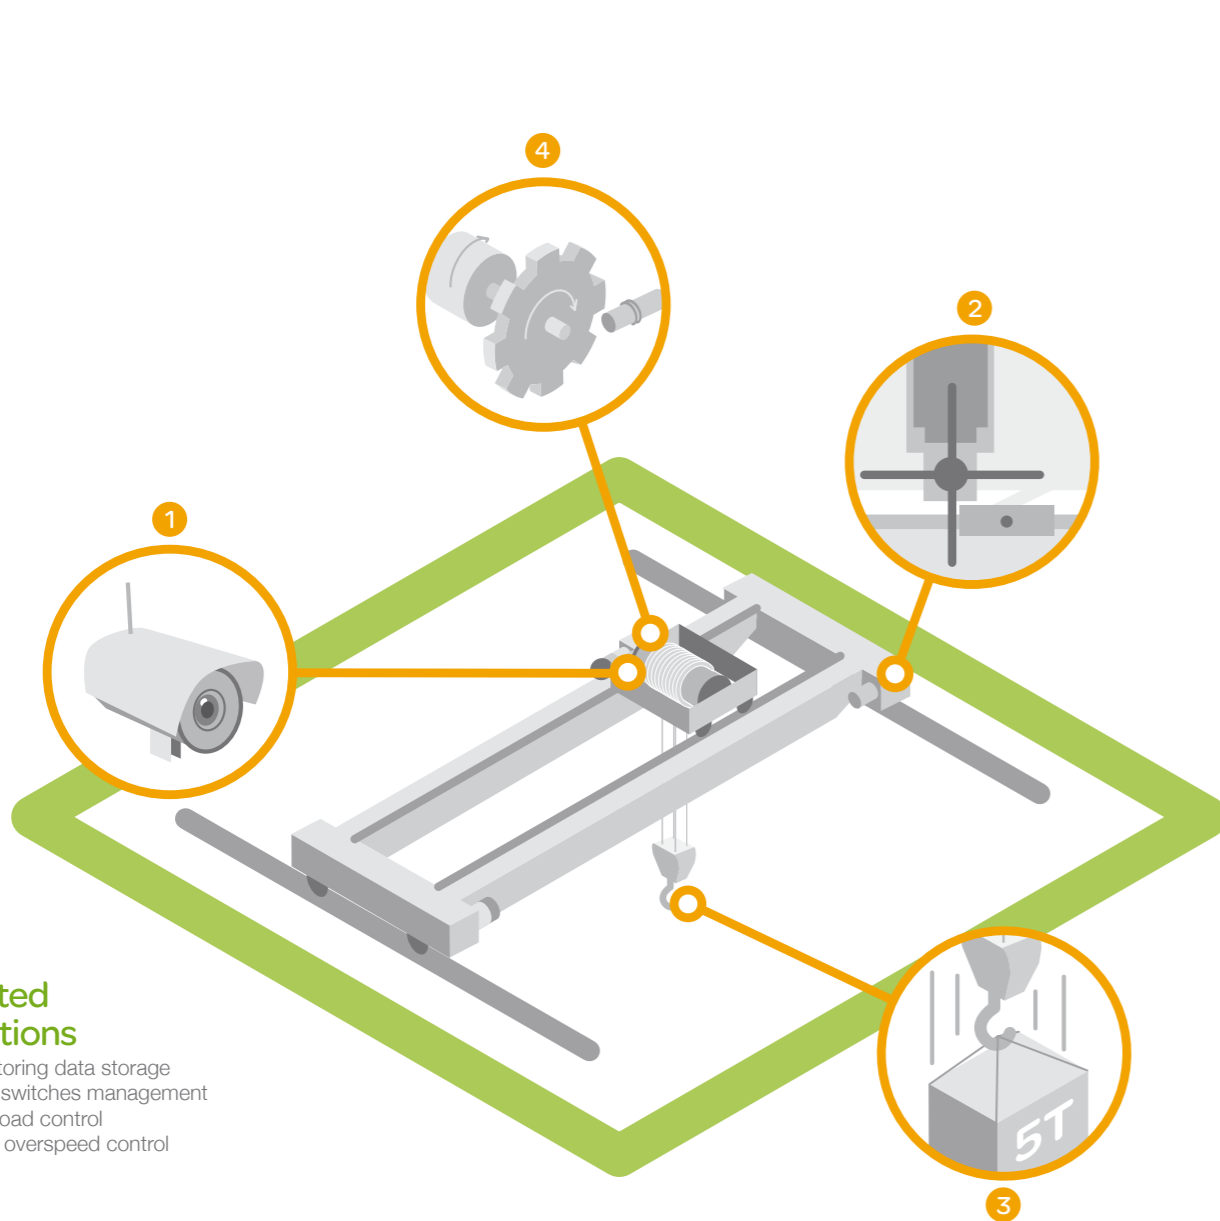 4
2
1
ted
tions
toring data storage
switches management
oad control
overspeed control
5T
3